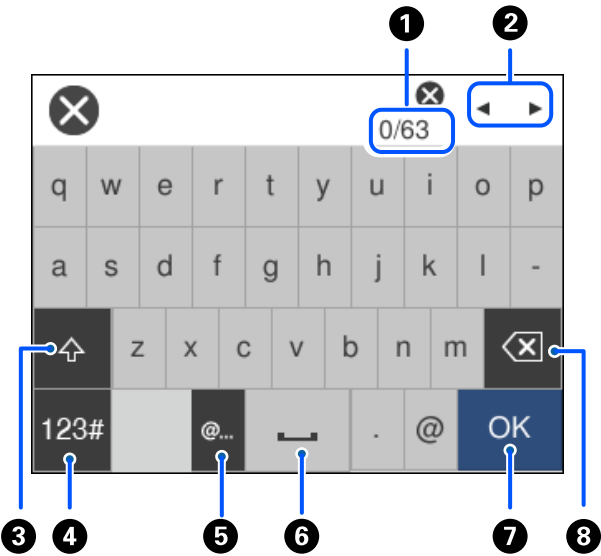 1 2
0/63
q w e r t y u i o p
a s d f g h j k l -
z x c v b n m
123# @... . @ OK
3 4 5 6 7 8